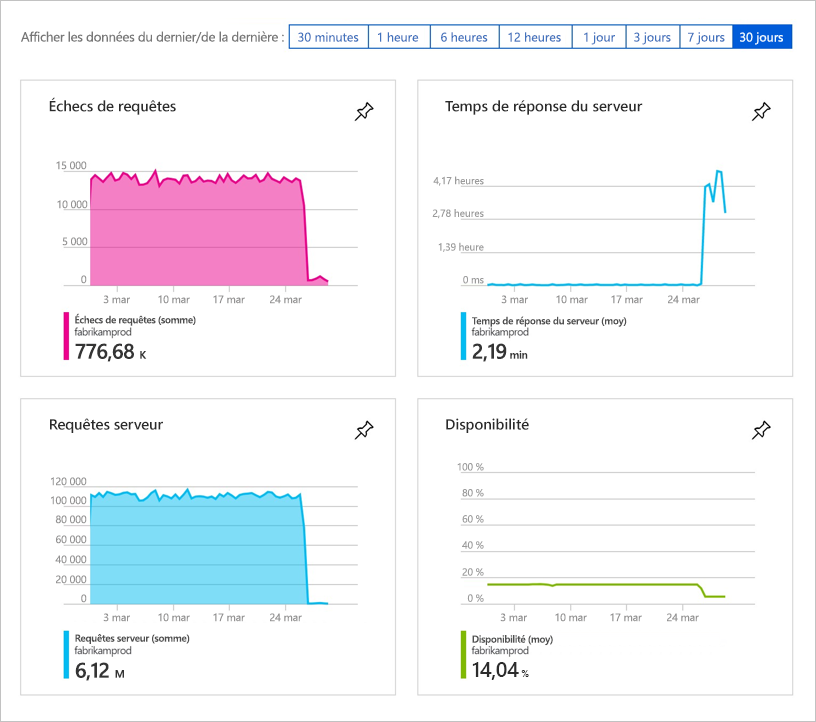 Afficher les données du dernier/de la dernière : 30 minutes 1 heure 6 heures 12 heures 1 jour 3 jours 7 jours 30 jours
Échecs de requêtes
15 000
10 000
5 000
0
3 mar 10 mar 17 mar 24 mar
Échecs de requêtes (somme)
fabrikamprod
776,68 K
Temps de réponse du serveur
4,17 heures
2,78 heures
1,39 heure
0 ms
3 mar 10 mar 17 mar 24 mar
Temps de réponse du serveur (moy)
fabrikamprod
2,19 min
Requêtes serveur
120 000
100 000
80 000
60 000
40 000
20 000
0
3 mar 10 mar 17 mar 24 mar
Requêtes serveur (somme)
fabrikamprod
6,12 M
Disponibilité
100 %
80 %
60 %
40 %
20 %
0 %
3 mar 10 mar 17 mar 24 mar
Disponibilité (moy)
fabrikamprod
14,04 %